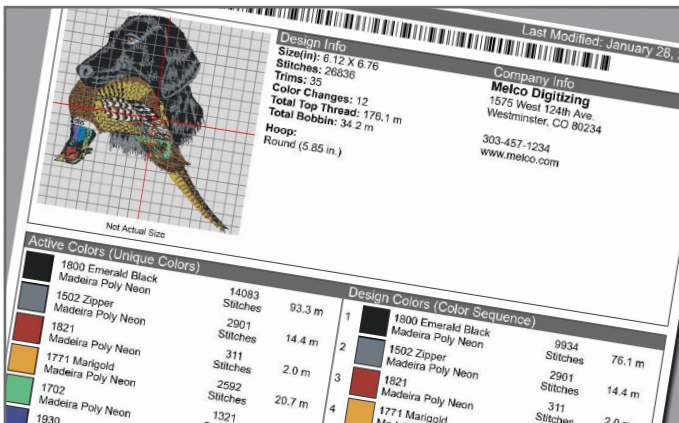 Last Modified: January 28,
Design Info
Size(in): 6.12 X 6.76
Stitches: 26836
Trims: 35
Color Changes: 12
Total Top Thread: 176.1 m
Total Bobbin: 34.2 m
Hoop:
Round (5.85 in.)
Company Info
Melco Digitizing
1575 West 124th Ave.
Westminster, CO 80234
303-457-1234
www.melco.com
Not Actual Size
Active Colors (Unique Colors)
1800 Emerald Black
Madeira Poly Neon
14083
Stitches
93.3 m
1502 Zipper
Madeira Poly Neon
2901
Stitches
14.4 m
1821
Madeira Poly Neon
311
Stitches
2.0 m
1771 Marigold
Madeira Poly Neon
2592
Stitches
20.7 m
1702
Madeira Poly Neon
1321
1930
Design Colors (Color Sequence)
1
1800 Emerald Black
Madeira Poly Neon
9934
Stitches
76.1 m
2
1502 Zipper
Madeira Poly Neon
2901
Stitches
14.4 m
3
1821
Madeira Poly Neon
311
Stitches
4
1771 Marigold